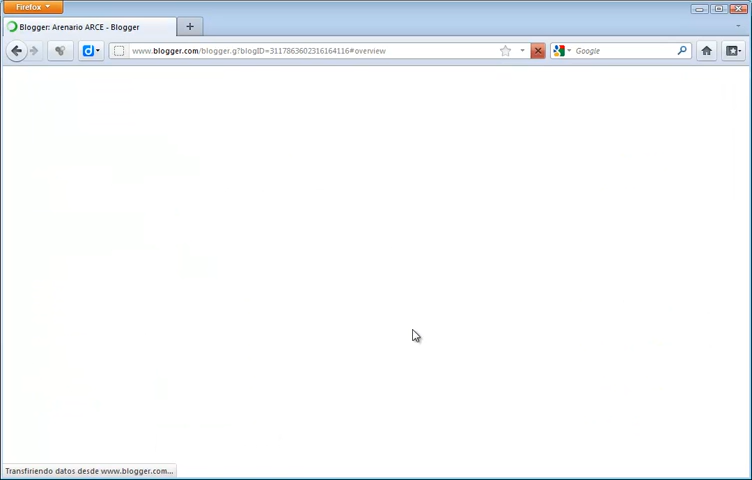 Firefox
Blogger: Arenario ARCE - Blogger
www.blogger.com/blogger.g?blogID=3117863602316164116#overview
Google
Transfiriendo datos desde www.blogger.com...